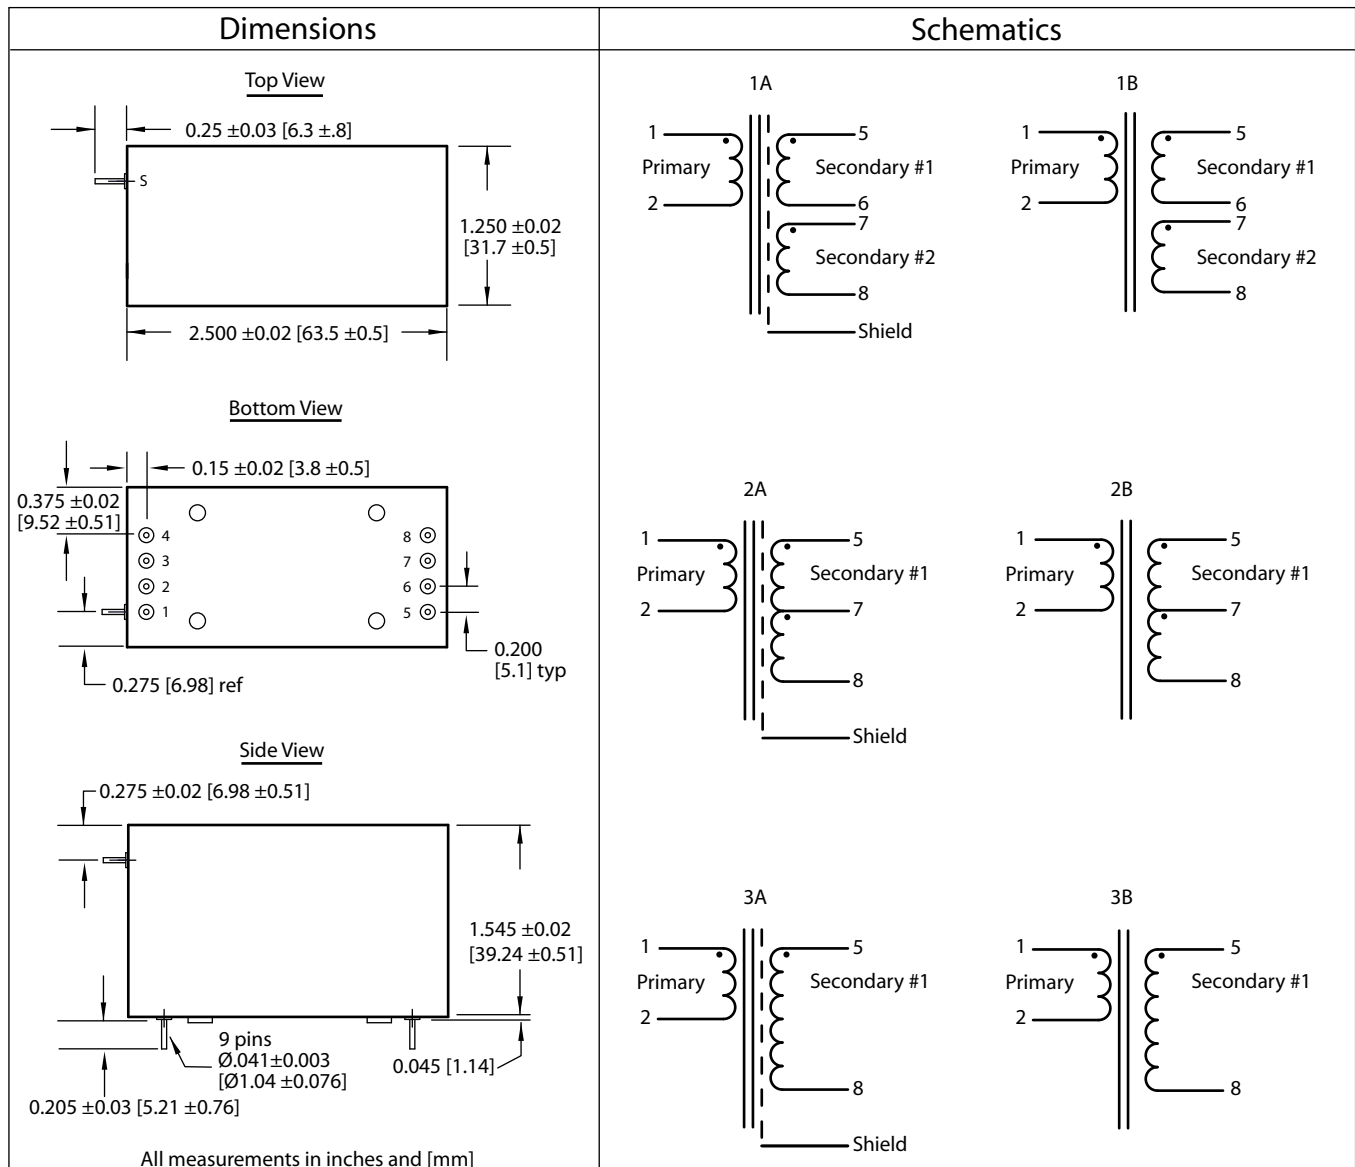 Dimensions
Top View
0.25 ±0.03 [6.3 ±.8]
S
1.250 ±0.02
[31.7 ±0.5]
2.500 ±0.02 [63.5 ±0.5]
Bottom View
0.15 ±0.02 [3.8 ±0.5]
0.375 ±0.02
[9.52 ±0.51]
4
3
2
1
8
7
6
5
0.200
[5.1] typ
0.275 [6.98] ref
Side View
0.275 ±0.02 [6.98 ±0.51]
1.545 ±0.02
[39.24 ±0.51]
9 pins
Ø.041±0.003
[Ø1.04 ±0.076]
0.045 [1.14]
0.205 ±0.03 [5.21 ±0.76]
All measurements in inches and [mm]
Schematics
1A
1
Primary
2
5
Secondary #1
6
7
Secondary #2
8
Shield
1B
1
Primary
2
5
Secondary #1
6
7
Secondary #2
8
2A
1
Primary
2
5
Secondary #1
7
8
Shield
2B
1
Primary
2
5
Secondary #1
7
8
3A
1
Primary
2
5
Secondary #1
8
Shield
3B
1
Primary
2
5
Secondary #1
8